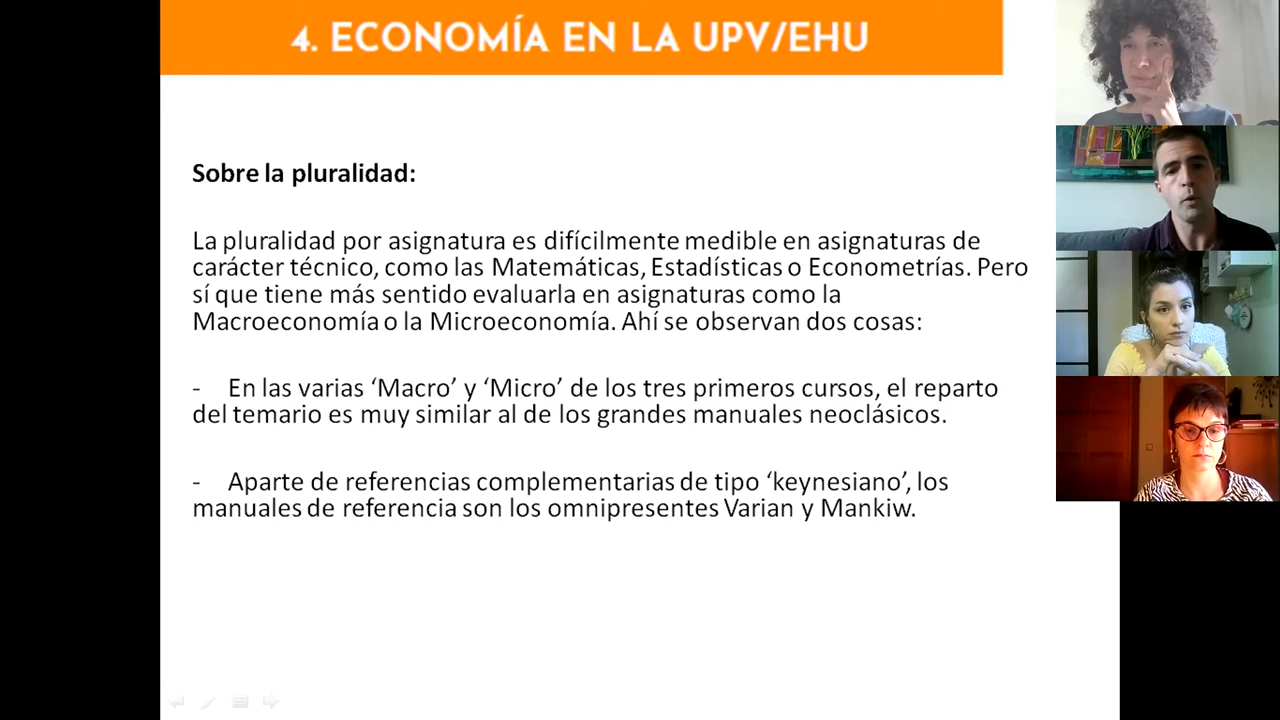 4. ECONOMÍA EN LA UPV/EHU
Sobre la pluralidad:
La pluralidad por asignatura es difícilmente medible en asignaturas de
carácter técnico, como las Matemáticas, Estadísticas o Econometrías. Pero
sí que tiene más sentido evaluarla en asignaturas como la
Macroeconomía o la Microeconomía. Ahí se observan dos cosas:
- En las varias ‘Macro’ y ‘Micro’ de los tres primeros cursos, el reparto
del temario es muy similar al de los grandes manuales neoclásicos.
- Aparte de referencias complementarias de tipo ‘keynesiano’, los
manuales de referencia son los omnipresentes Varian y Mankiw.